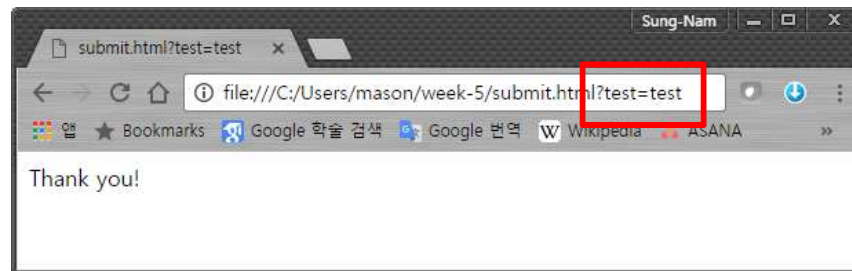 Sung-Nam
submit.html?test=test
file:///C:/Users/mason/week-5/submit.html?test=test
앱 Bookmarks Google 학술 검색 Google 번역 W Wikipedia ASANA »
Thank you!